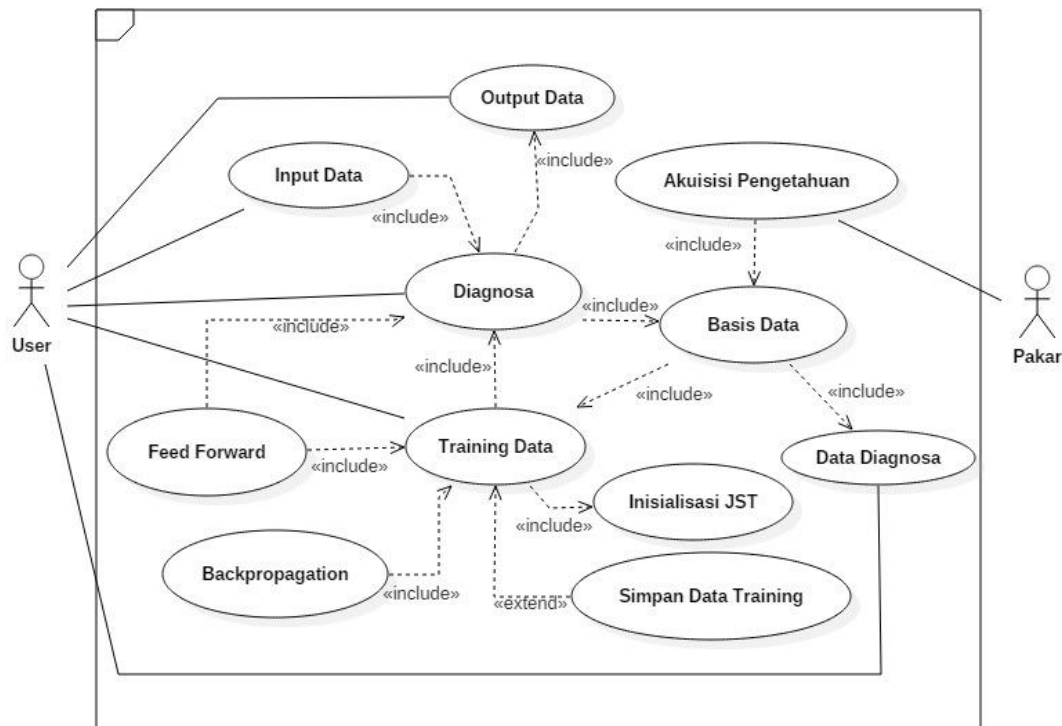 Output Data
«include»
Input Data
Akuisisi Pengetahuan
«include»
«include»
Diagnosa
User
«include»
«include»
Basis Data
Pakar
«include»
«include»
«include»
Feed Forward
«include»
Training Data
Data Diagnosa
Inisialisasi JST
«include»
Backpropagation
«include»
«extend»
Simpan Data Training